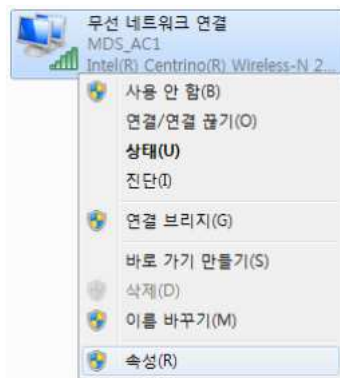 무선 네트워크 연결
MDS_AC1
Intel(R) Centrino(R) Wireless-N 2...
사용 안 함(B)
연결/연결 끊기(O)
상태(U)
진단(I)
연결 브리지(G)
바로 가기 만들기(S)
삭제(D)
이름 바꾸기(M)
속성(R)